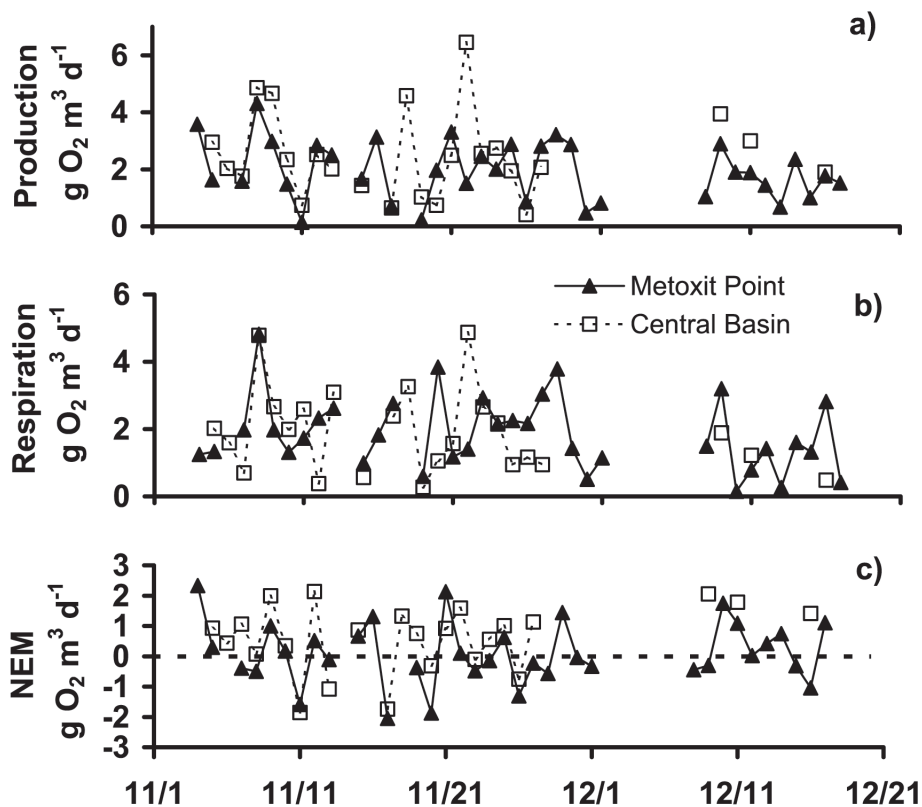 a)
Production
g O₂ m³ d⁻¹
6
4
2
0
b)
Respiration
g O₂ m³ d⁻¹
6
4
2
0
Metoxit Point
Central Basin
c)
NEM
g O₂ m³ d⁻¹
3
2
1
0
-1
-2
-3
11/1 11/11 11/21 12/1 12/11 12/21